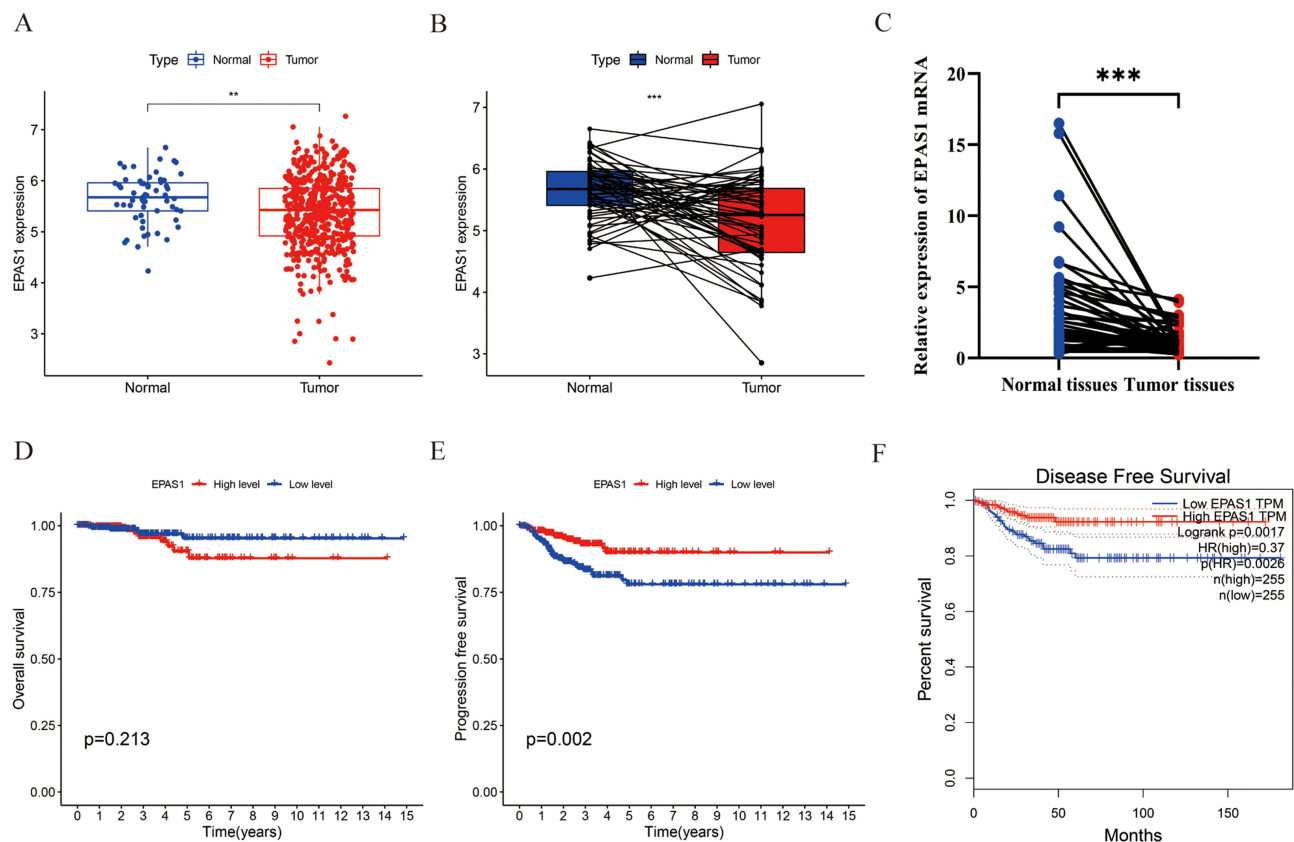 A
Type Normal Tumor
**
EPAS1 expression
7
6
5
4
3
Normal Tumor
B
Type Normal Tumor
***
EPAS1 expression
7
6
5
4
3
Normal Tumor
C
***
Relative expression of EPAS1 mRNA
20
15
10
5
0
Normal tissues Tumor tissues
D
EPAS1 High level Low level
Overall survival
1.00
0.75
0.50
0.25
0.00
p=0.213
0 1 2 3 4 5 6 7 8 9 10 11 12 13 14 15
Time(years)
E
EPAS1 High level Low level
Progression free survival
1.00
0.75
0.50
0.25
0.00
p=0.002
0 1 2 3 4 5 6 7 8 9 10 11 12 13 14 15
Time(years)
F
Disease Free Survival
Low EPAS1 TPM
High EPAS1 TPM
Logrank p=0.0017
HR(high)=0.37
p(HR)=0.0026
n(high)=255
n(low)=255
Percent survival
1.0
0.8
0.6
0.4
0.2
0.0
0 50 100 150
Months